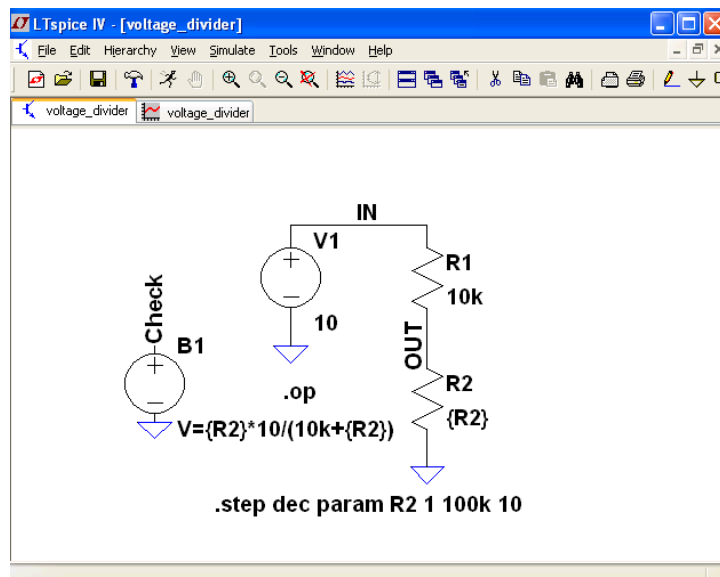 LTspice IV - [voltage_divider]
File Edit Hierarchy View Simulate Tools Window Help
voltage_divider voltage_divider
IN
V1
R1
10k
Check
10
OUT
B1
R2
.op
{R2}
V={R2}*10/(10k+{R2})
.step dec param R2 1 100k 10